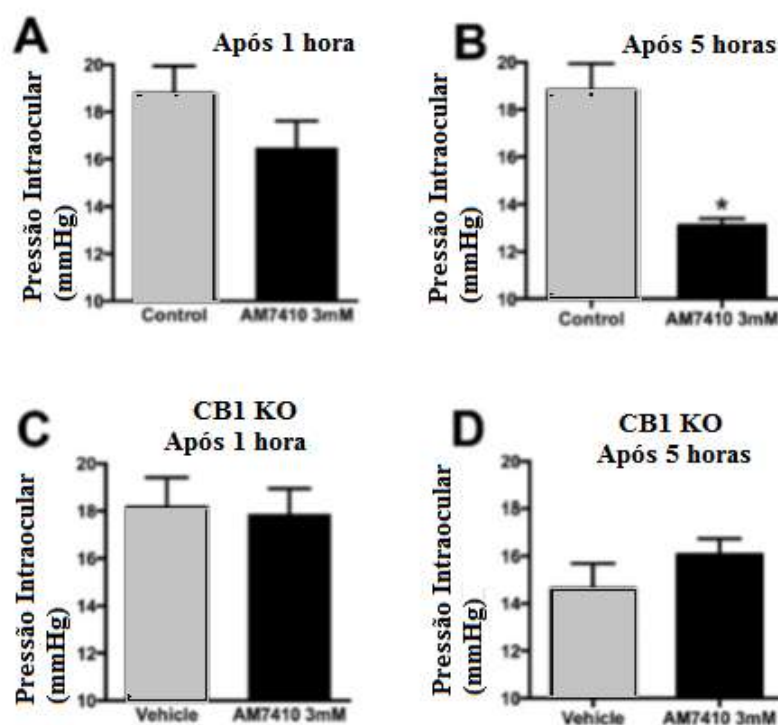 A
Após 1 hora
Pressão Intraocular
(mmHg)
20
18
16
14
12
10
Control
AM7410 3mM
B
Após 5 horas
Pressão Intraocular
(mmHg)
20
18
16
14
12
10
*
Control
AM7410 3mM
C
CB1 KO
Após 1 hora
Pressão Intraocular
(mmHg)
20
18
16
14
12
10
Vehicle
AM7410 3mM
D
CB1 KO
Após 5 horas
Pressão Intraocular
(mmHg)
20
18
16
14
12
10
Vehicle
AM7410 3mM